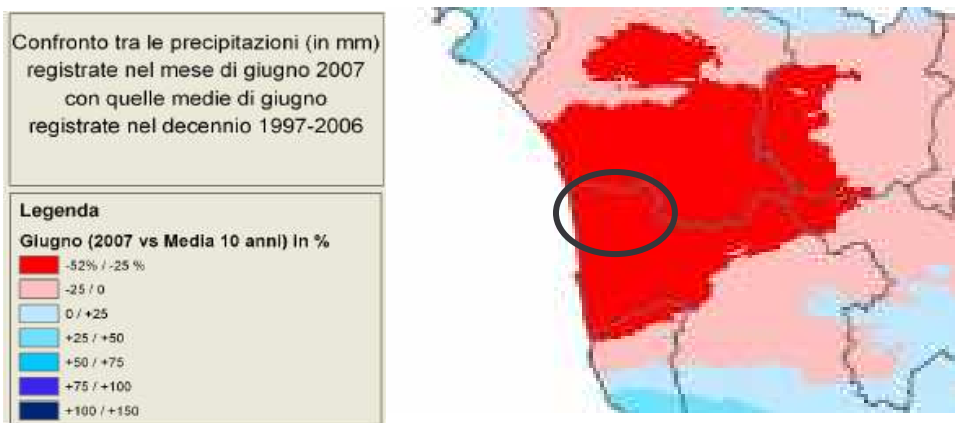 Confronto tra le precipitazioni (in mm)
registrate nel mese di giugno 2007
con quelle medie di giugno
registrate nel decennio 1997-2006
Legenda
Giugno (2007 vs Media 10 anni) in %
-52% / -25 %
-25 / 0
0 / +25
+25 / +50
+50 / +75
+75 / +100
+100 / +150